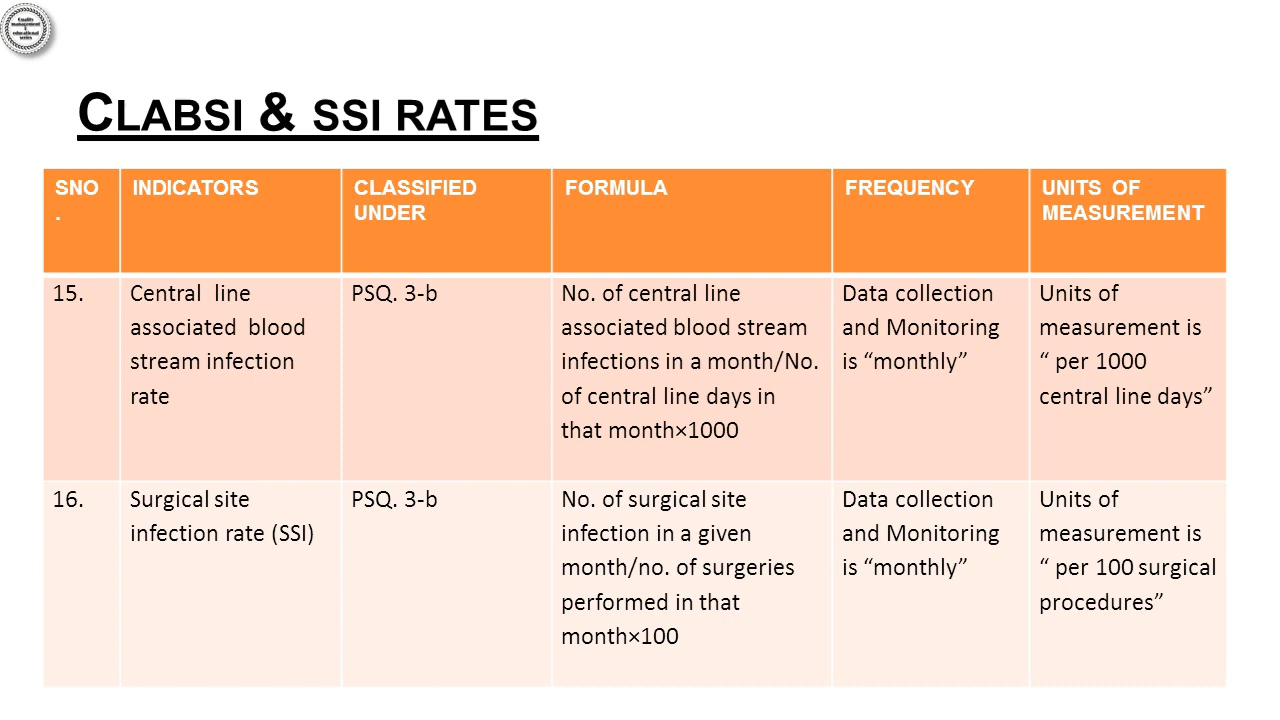 Quality
management
&
educational
series
CLABSI & SSI RATES
SNO
.
INDICATORS
CLASSIFIED
UNDER
FORMULA
FREQUENCY
UNITS OF
MEASUREMENT
15.
Central line
associated blood
stream infection
rate
PSQ. 3-b
No. of central line
associated blood stream
infections in a month/No.
of central line days in
that month×1000
Data collection
and Monitoring
is “monthly”
Units of
measurement is
“ per 1000
central line days”
16.
Surgical site
infection rate (SSI)
PSQ. 3-b
No. of surgical site
infection in a given
month/no. of surgeries
performed in that
month×100
Data collection
and Monitoring
is “monthly”
Units of
measurement is
“ per 100 surgical
procedures”